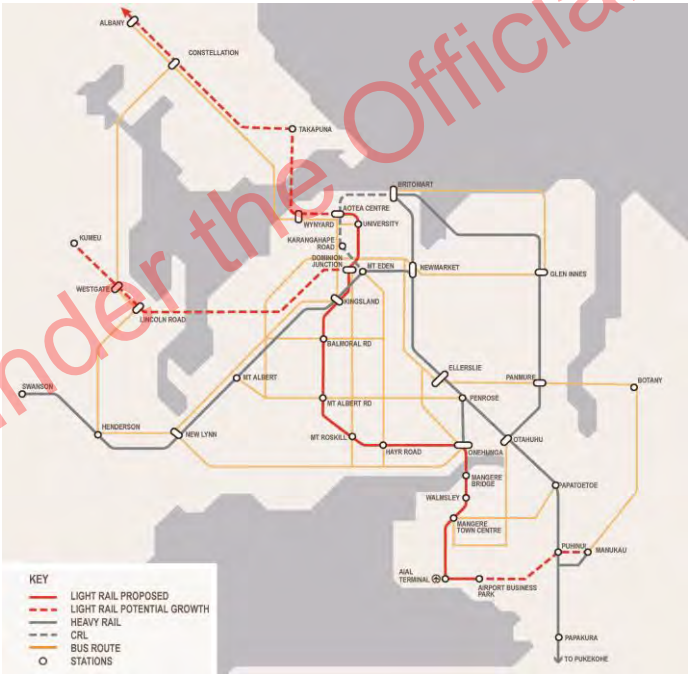 ALBANY
CONSTELLATION
TAKAPUNA
BRITOMART
AOTEA CENTRE
WYNYARD
UNIVERSITY
KARANGAHAPE
ROAD
KUMEU
DOMINION
JUNCTION
MT EDEN
NEWMARKET
GLEN INNES
WESTGATE
KINGSLAND
LINCOLN ROAD
BALMORAL RD
ELLERSLIE
PANMURE
BOTANY
MT ALBERT
SWANSON
MT ALBERT RD
PENROSE
HENDERSON
NEW LYNN
MT ROSKILL
OTAHUHU
HAYR ROAD
ONEHUNGA
MANGERE
BRIDGE
PAPATOETOE
WALMSLEY
MANGERE
TOWN CENTRE
PUHINUI
MANUKAU
AIAL
TERMINAL
AIRPORT BUSINESS
PARK
PAPAKURA
TO PUKEKOHE
KEY
LIGHT RAIL PROPOSED
LIGHT RAIL POTENTIAL GROWTH
HEAVY RAIL
CRL
BUS ROUTE
STATIONS
nder the Official